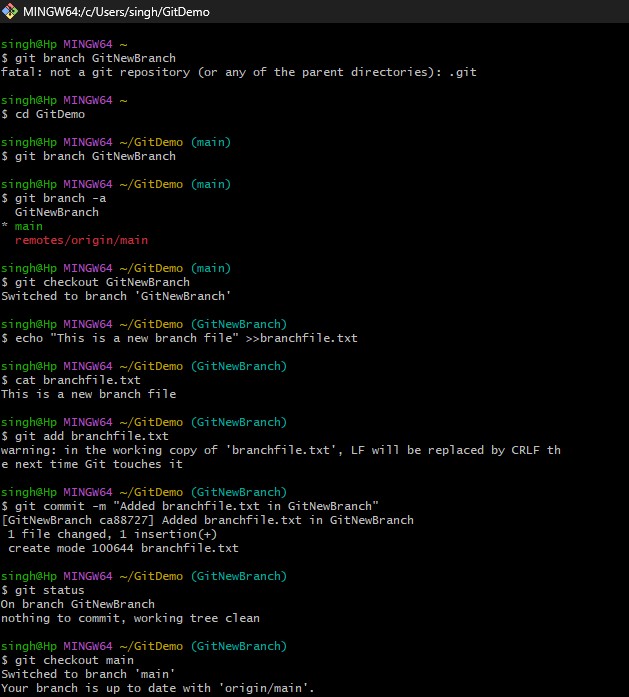 MINGW64:/c/Users/singh/GitDemo
singh@Hp MINGW64 ~
$ git branch GitNewBranch
fatal: not a git repository (or any of the parent directories): .git
singh@Hp MINGW64 ~
$ cd GitDemo
singh@Hp MINGW64 ~/GitDemo (main)
$ git branch GitNewBranch
singh@Hp MINGW64 ~/GitDemo (main)
$ git branch -a
  GitNewBranch
* main
  remotes/origin/main
singh@Hp MINGW64 ~/GitDemo (main)
$ git checkout GitNewBranch
Switched to branch 'GitNewBranch'
singh@Hp MINGW64 ~/GitDemo (GitNewBranch)
$ echo "This is a new branch file" >>branchfile.txt
singh@Hp MINGW64 ~/GitDemo (GitNewBranch)
$ cat branchfile.txt
This is a new branch file
singh@Hp MINGW64 ~/GitDemo (GitNewBranch)
$ git add branchfile.txt
warning: in the working copy of 'branchfile.txt', LF will be replaced by CRLF th
e next time Git touches it
singh@Hp MINGW64 ~/GitDemo (GitNewBranch)
$ git commit -m "Added branchfile.txt in GitNewBranch"
[GitNewBranch ca88727] Added branchfile.txt in GitNewBranch
 1 file changed, 1 insertion(+)
 create mode 100644 branchfile.txt
singh@Hp MINGW64 ~/GitDemo (GitNewBranch)
$ git status
On branch GitNewBranch
nothing to commit, working tree clean
singh@Hp MINGW64 ~/GitDemo (GitNewBranch)
$ git checkout main
Switched to branch 'main'
Your branch is up to date with 'origin/main'.